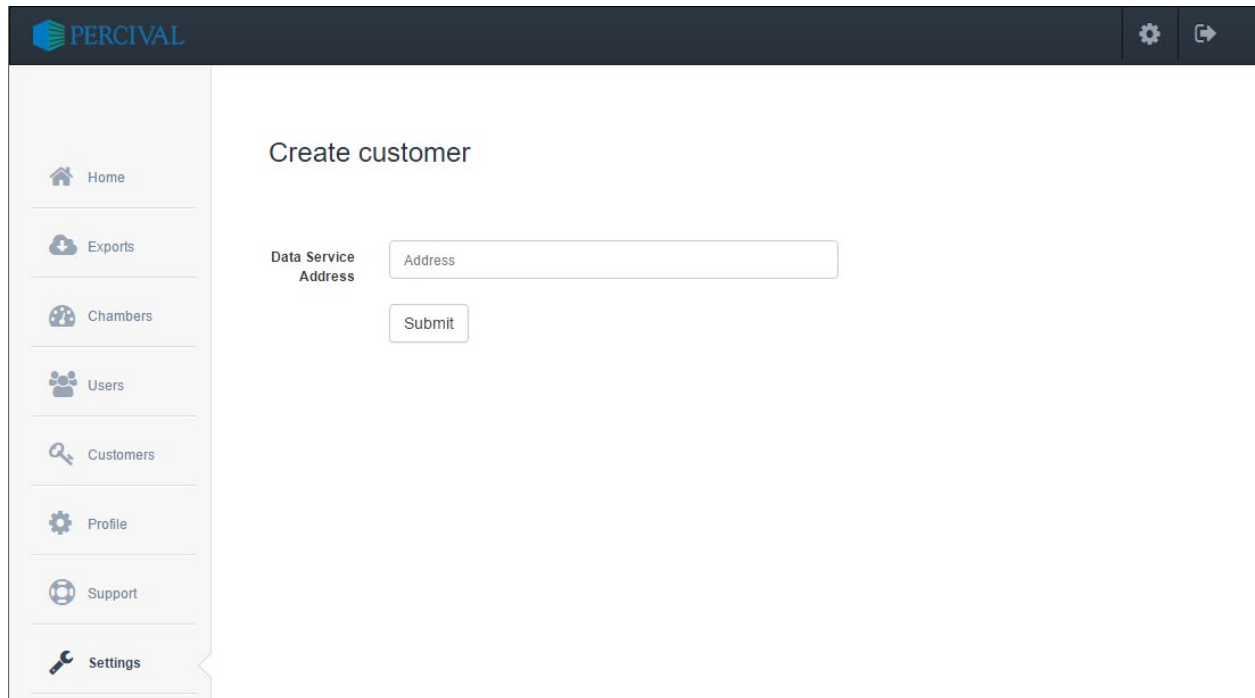 PERCIVAL
Home
Exports
Chambers
Users
Customers
Profile
Support
Settings
Create customer
Data Service
Address
Address
Submit